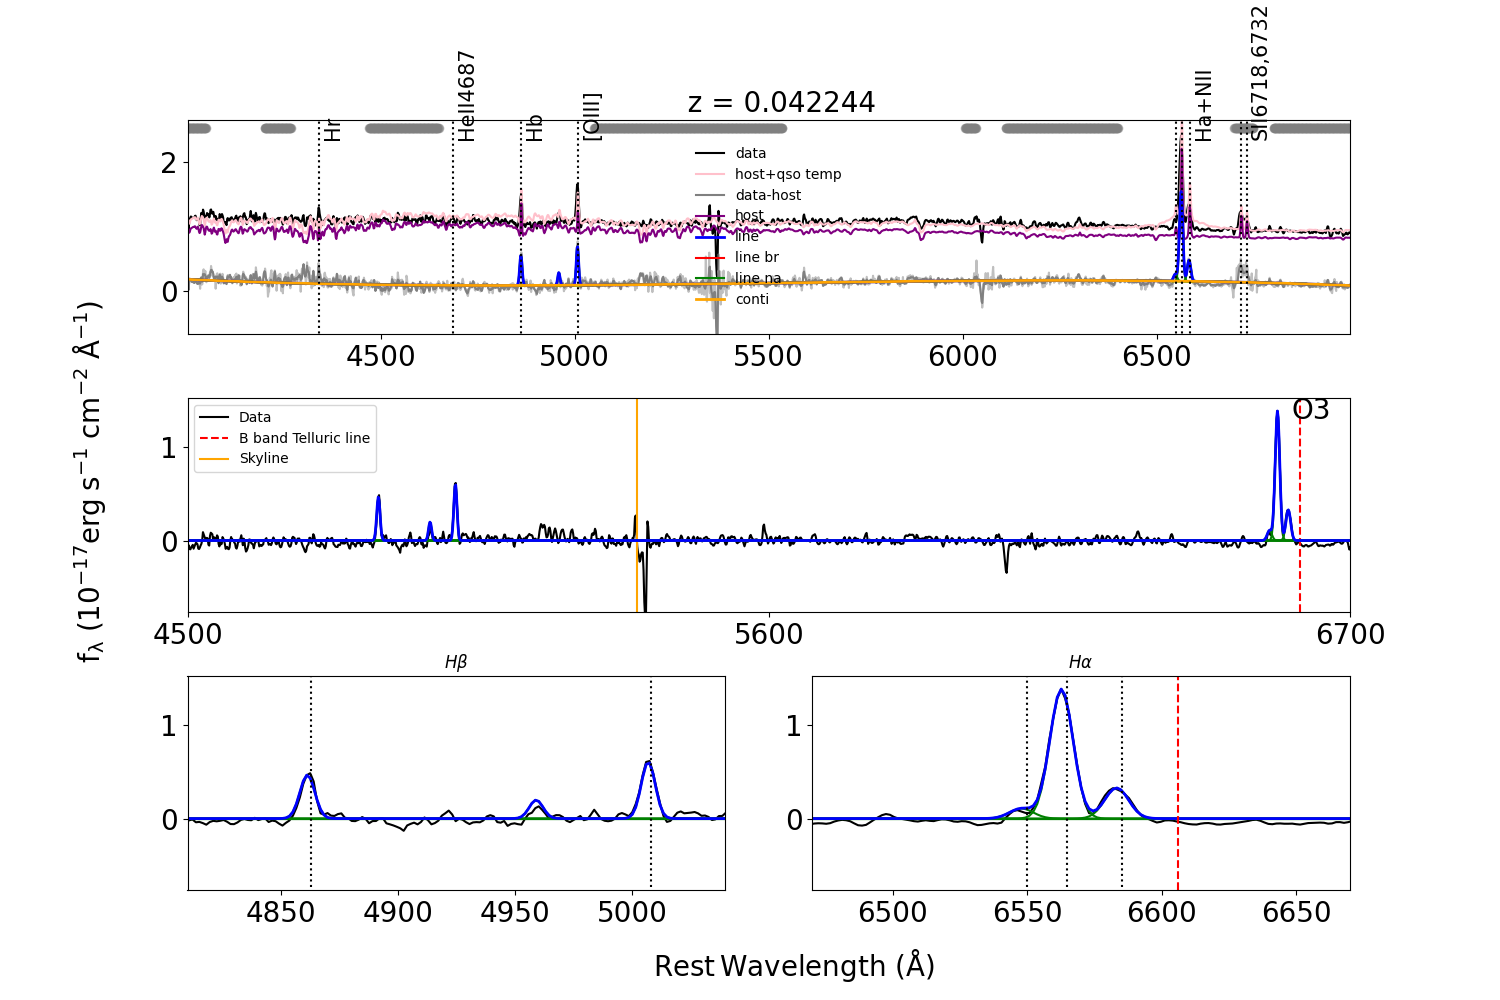 Hr
HeII4687
Hb
[OIII]
Ha+NII
SII6718,6732
z = 0.042244
data
host+qso temp
data-host
host
line
line br
line na
conti
2
0
4500
5000
5500
6000
6500
Data
B band Telluric line
Skyline
O3
1
0
4500
5600
6700
fλ (10⁻¹⁷erg s⁻¹ cm⁻² Å⁻¹)
Hβ
Hα
1
0
4850
4900
4950
5000
1
0
6500
6550
6600
6650
Rest Wavelength (Å)